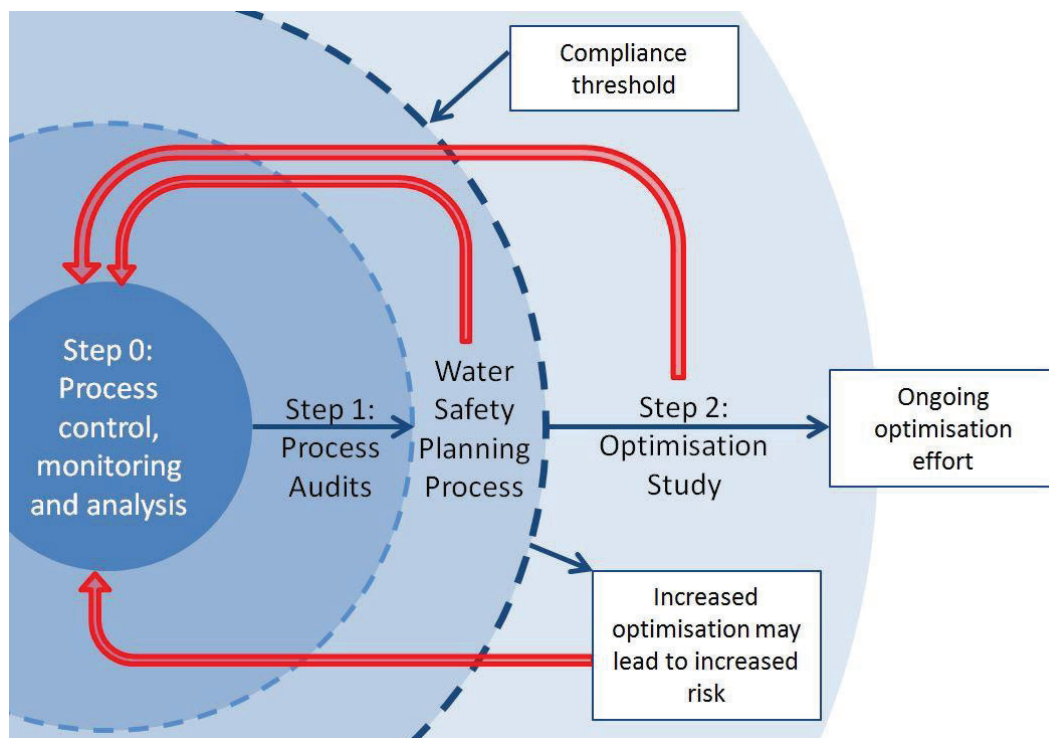 Compliance
threshold
Step 0:
Process
control,
monitoring
and analysis
Step 1:
Process
Audits
Water
Safety
Planning
Process
Step 2:
Optimisation
Study
Ongoing
optimisation
effort
Increased
optimisation may
lead to increased
risk